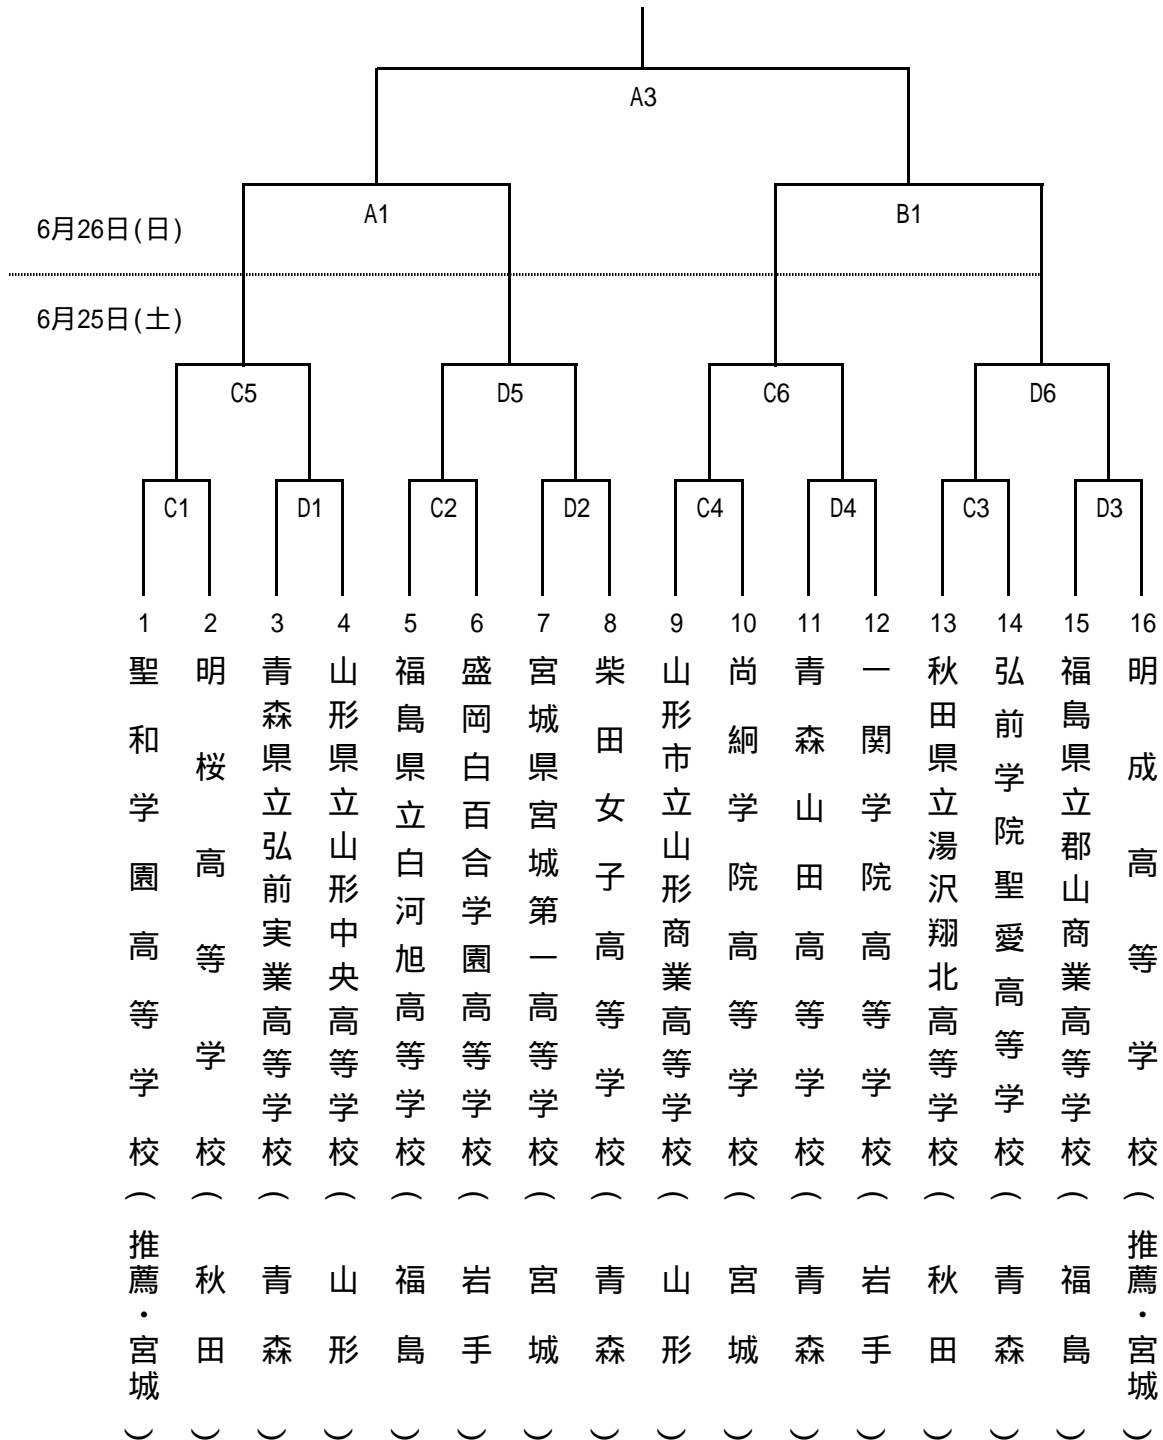 A3
A1
B1
6月26日(日)
6月25日(土)
C5
D5
C6
D6
C1
D1
C2
D2
C4
D4
C3
D3
1
2
3
4
5
6
7
8
9
10
11
12
13
14
15
16
聖和学園高等学校(推薦・宮城)
明桜高等学校(秋田)
青森県立弘前実業高等学校(青森)
山形県立山形中央高等学校(山形)
福島県立白河旭高等学校(福島)
盛岡白百合学園高等学校(岩手)
宮城県宮城第一高等学校(宮城)
柴田女子高等学校(青森)
山形市立山形商業高等学校(山形)
尚絅学院高等学校(宮城)
青森山田高等学校(青森)
一関学院高等学校(岩手)
秋田県立湯沢翔北高等学校(秋田)
弘前学院聖愛高等学校(青森)
福島県立郡山商業高等学校(福島)
明成高等学校(推薦・宮城)